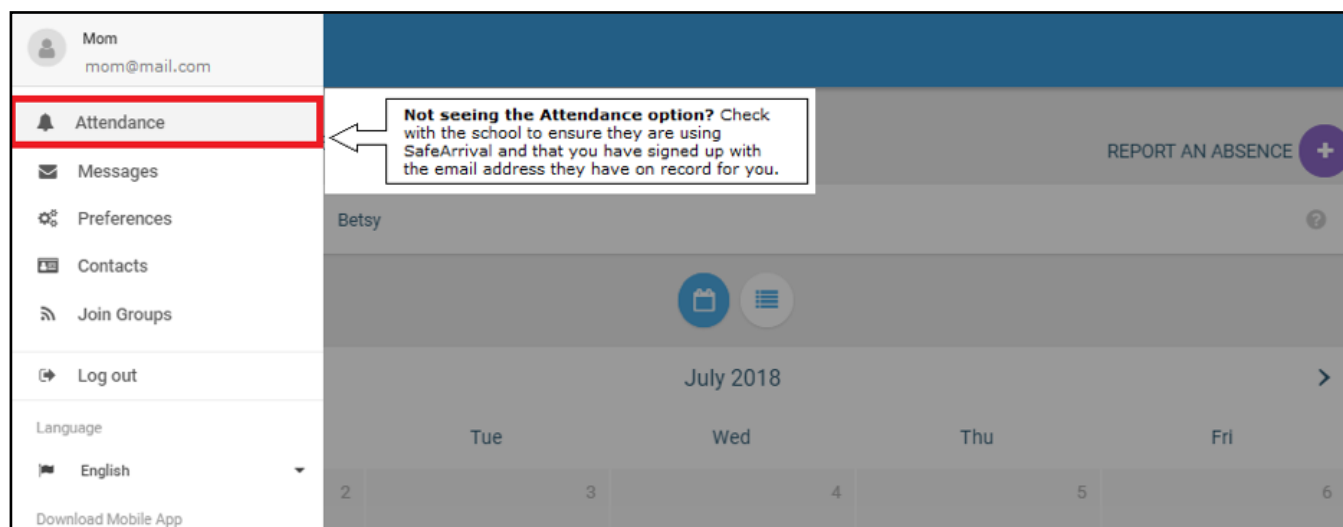 Mom
mom@mail.com
Attendance
Messages
Preferences
Contacts
Join Groups
Log out
Language
English
Download Mobile App
Not seeing the Attendance option? Check
with the school to ensure they are using
SafeArrival and that you have signed up with
the email address they have on record for you.
REPORT AN ABSENCE +
Betsy
?
July 2018
Tue Wed Thu Fri
2 3 4 5 6